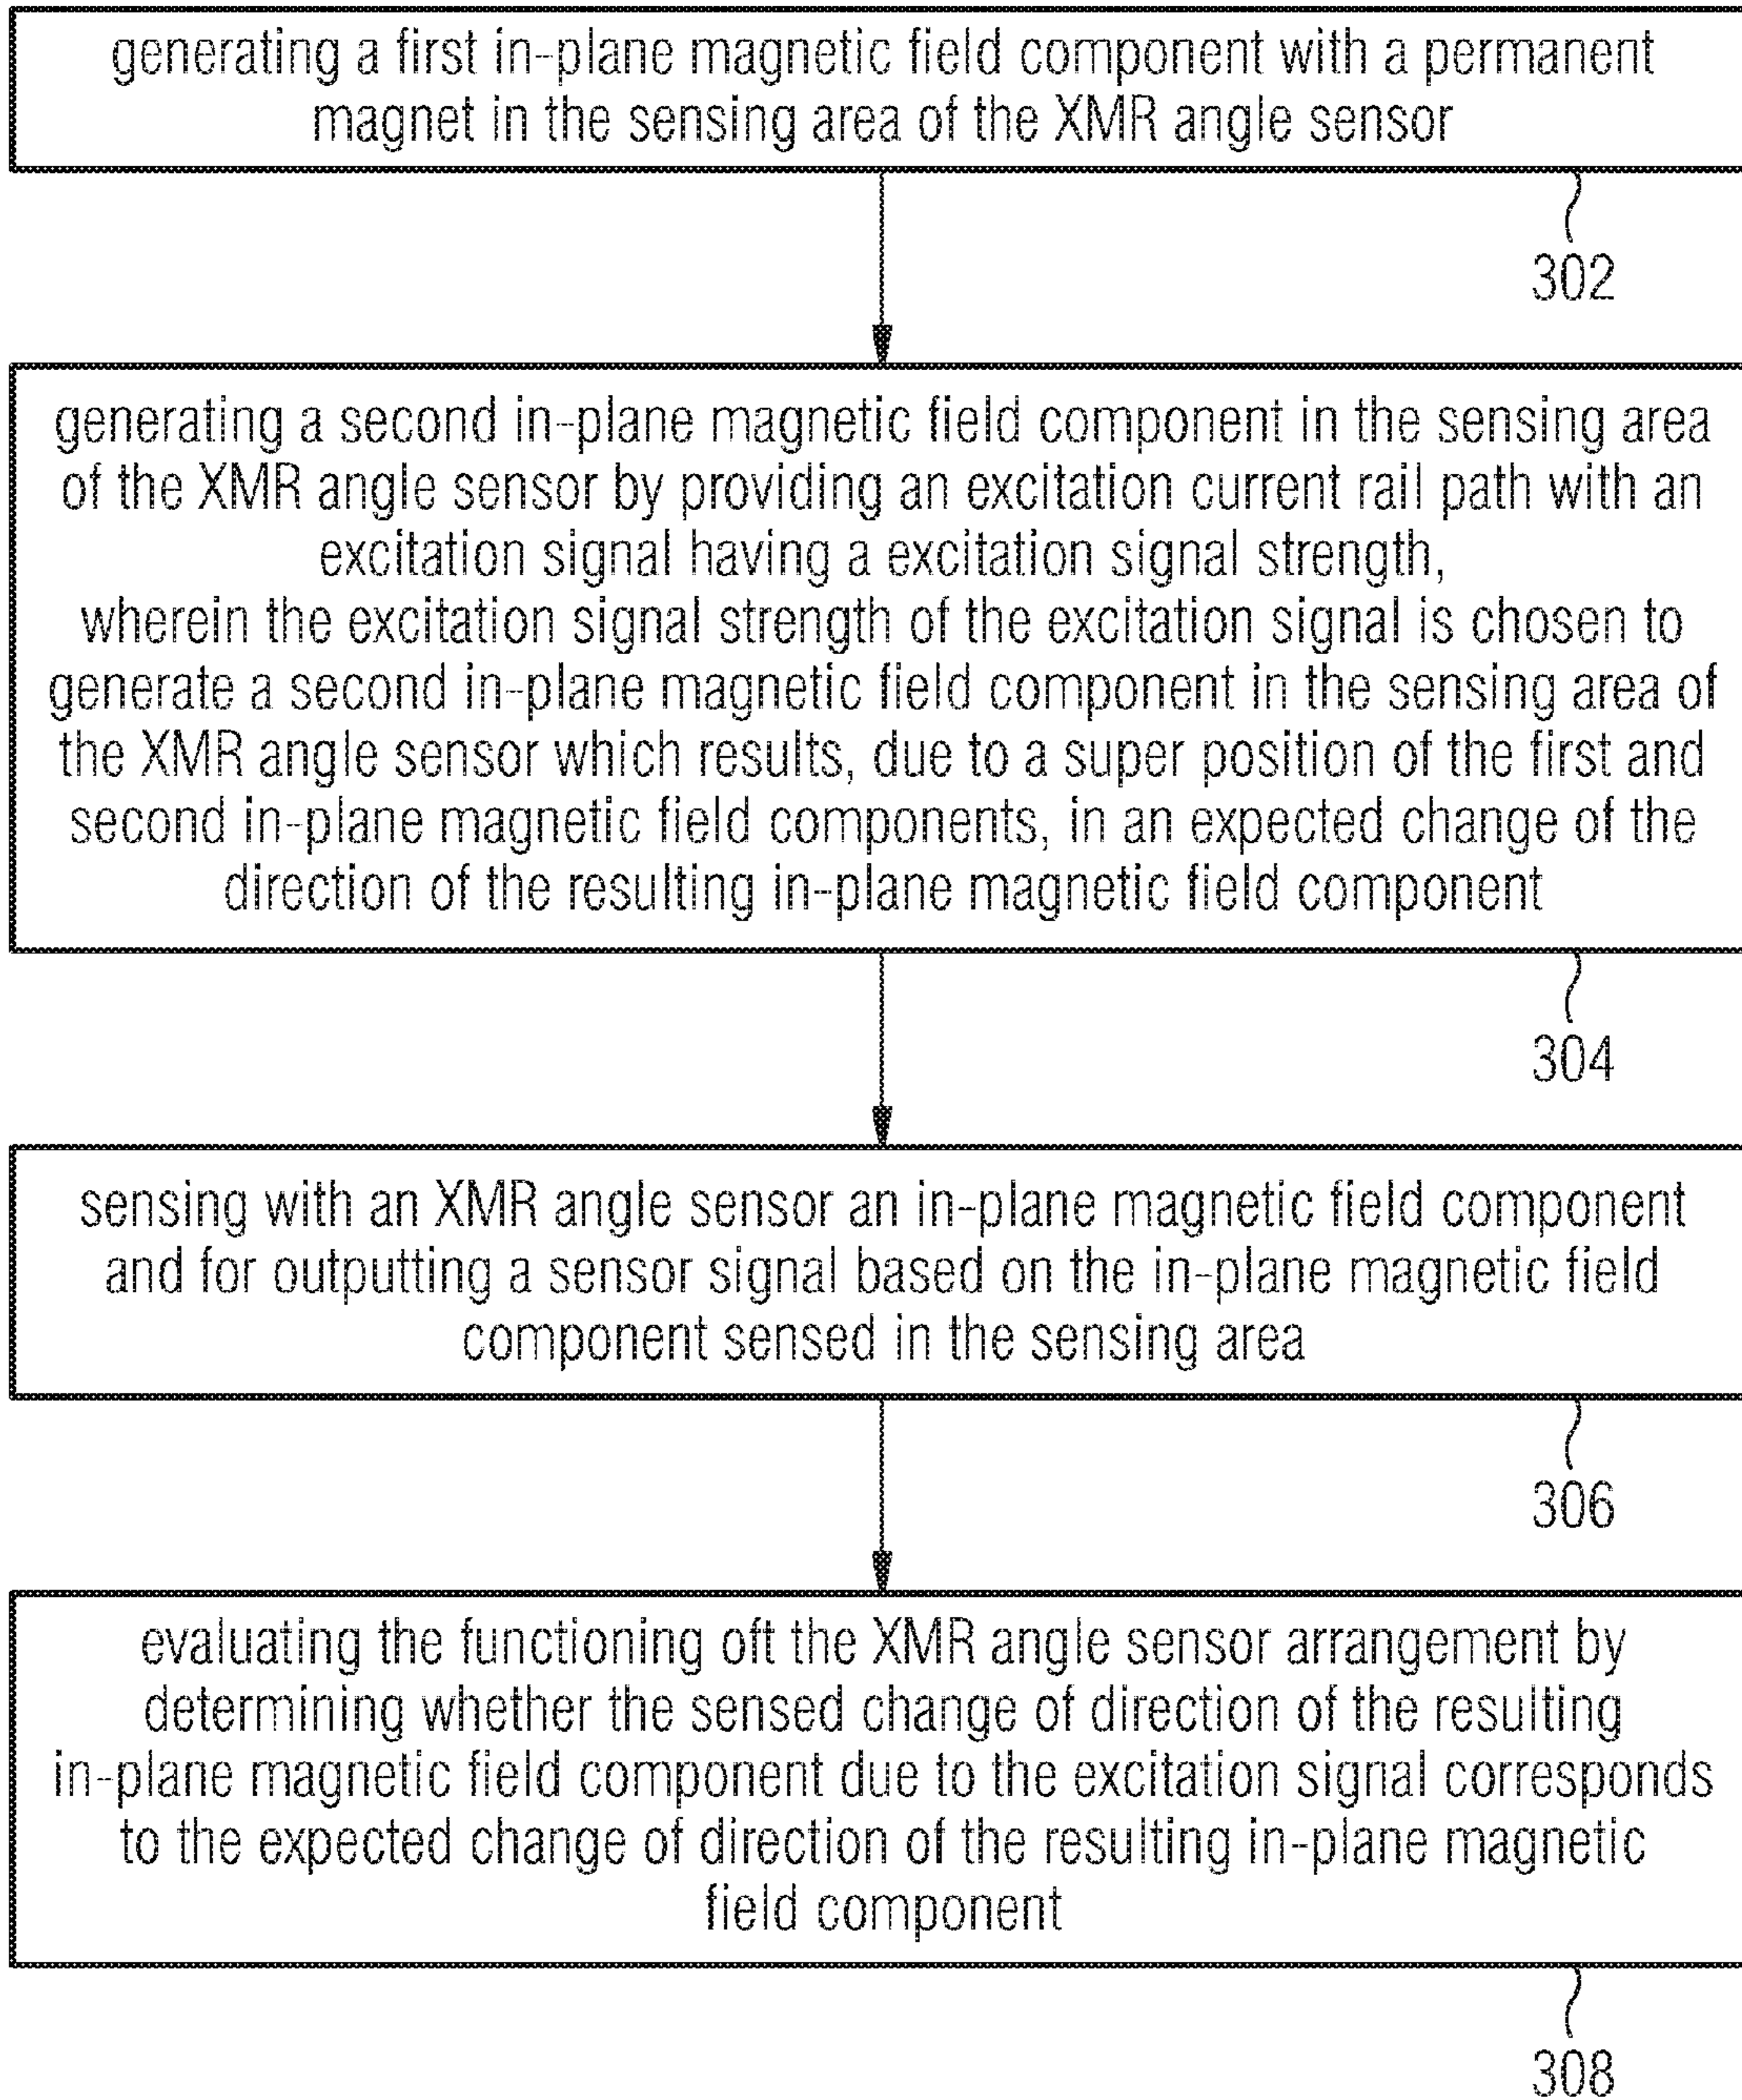 generating a first in-plane magnetic field component with a permanent
magnet in the sensing area of the XMR angle sensor
302
generating a second in-plane magnetic field component in the sensing area
of the XMR angle sensor by providing an excitation current rail path with an
excitation signal having a excitation signal strength,
wherein the excitation signal strength of the excitation signal is chosen to
generate a second in-plane magnetic field component in the sensing area of
the XMR angle sensor which results, due to a super position of the first and
second in-plane magnetic field components, in an expected change of the
direction of the resulting in-plane magnetic field component
304
sensing with an XMR angle sensor an in-plane magnetic field component
and for outputting a sensor signal based on the in-plane magnetic field
component sensed in the sensing area
306
evaluating the functioning oft the XMR angle sensor arrangement by
determining whether the sensed change of direction of the resulting
in-plane magnetic field component due to the excitation signal corresponds
to the expected change of direction of the resulting in-plane magnetic
field component
308